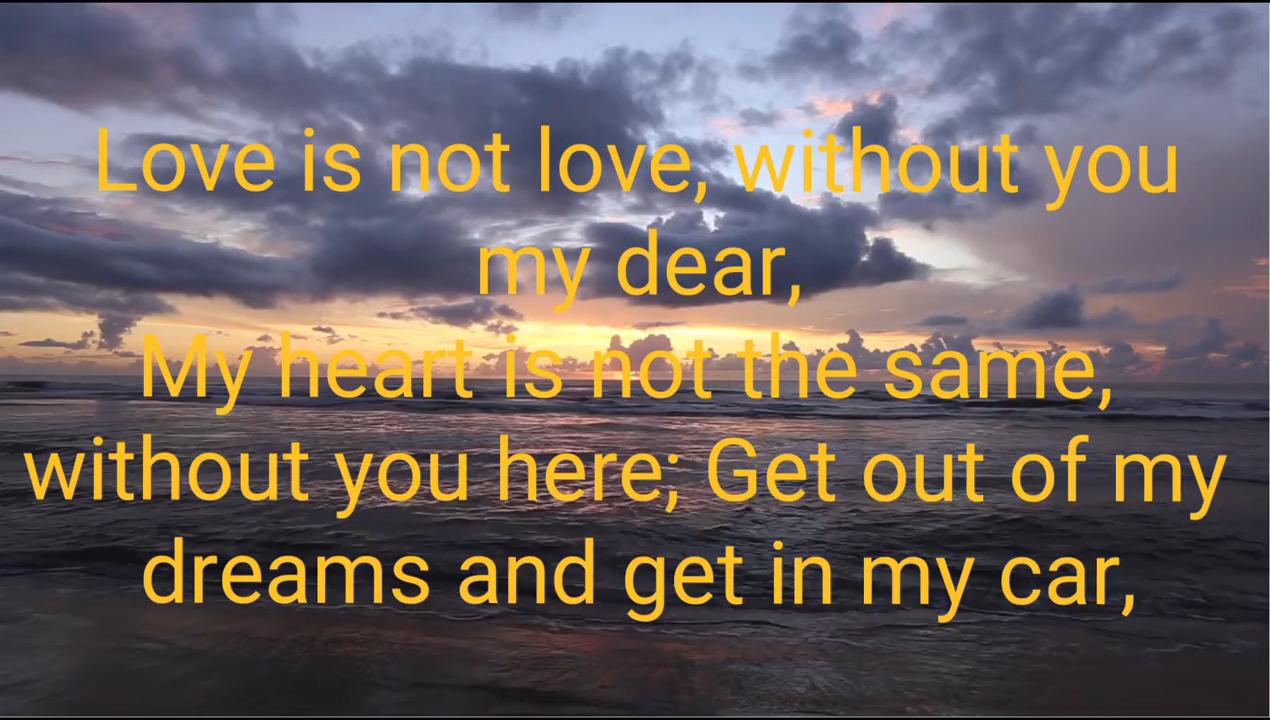 Love is not love, without you
my dear,
My heart is not the same,
without you here; Get out of my
dreams and get in my car,